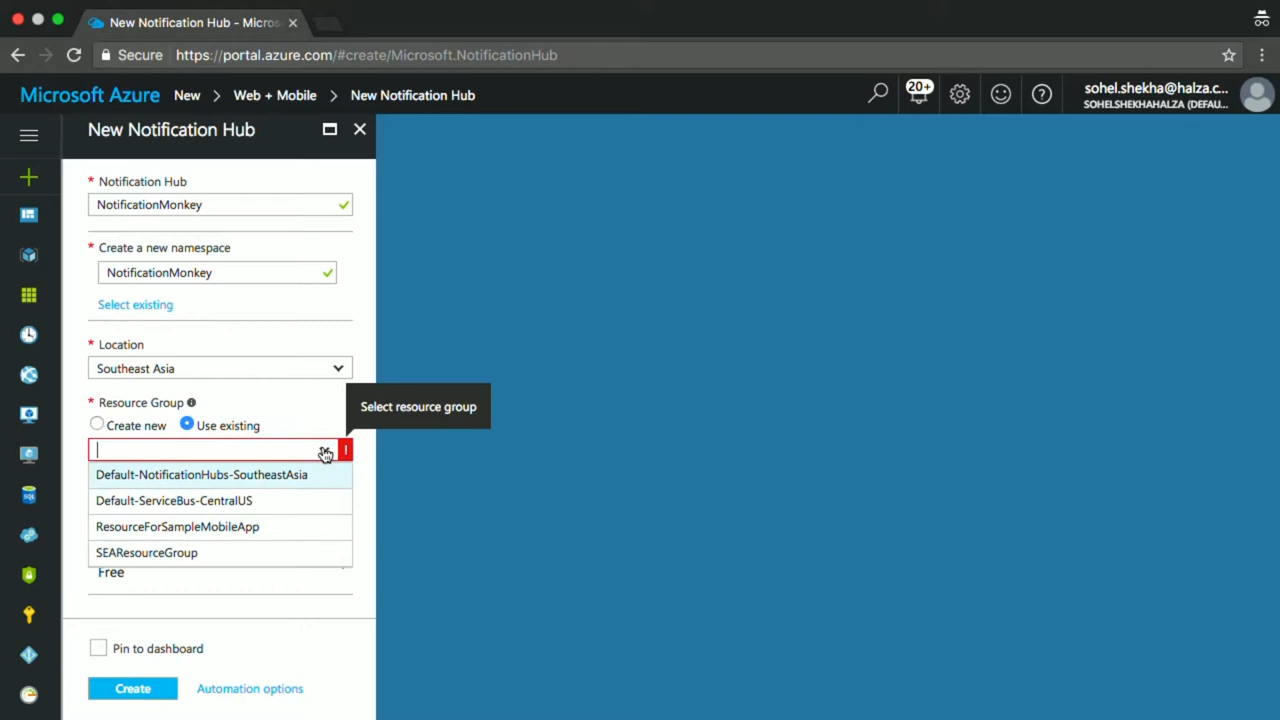 New Notification Hub - Micros
Secure https://portal.azure.com/#create/Microsoft.NotificationHub
Microsoft Azure New > Web + Mobile > New Notification Hub
20+
sohel.shekha@halza.c...
SOHELSHEKHAHALZA (DEFAU...
New Notification Hub
* Notification Hub
NotificationMonkey
* Create a new namespace
NotificationMonkey
Select existing
* Location
Southeast Asia
* Resource Group
Select resource group
Create new Use existing
Default-NotificationHubs-SoutheastAsia
Default-ServiceBus-CentralUS
ResourceForSampleMobileApp
SEAResourceGroup
Free
Pin to dashboard
Create Automation options